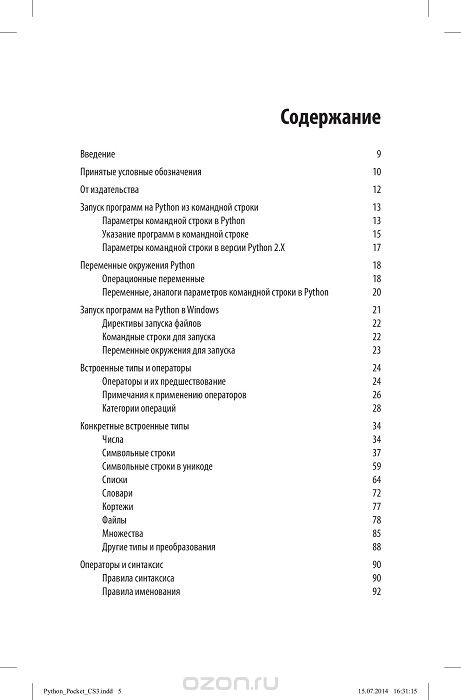 Содержание
Введение 9
Принятые условные обозначения 10
От издательства 12
Запуск программ на Python из командной строки 13
Параметры командной строки в Python 13
Указание программ в командной строке 15
Параметры командной строки в версии Python 2.X 17
Переменные окружения Python 18
Операционные переменные 18
Переменные, аналоги параметров командной строки в Python 20
Запуск программ на Python в Windows 21
Директивы запуска файлов 22
Командные строки для запуска 22
Переменные окружения для запуска 23
Встроенные типы и операторы 24
Операторы и их предшествование 24
Примечания к применению операторов 26
Категории операций 28
Конкретные встроенные типы 34
Числа 34
Символьные строки 37
Символьные строки в уникоде 59
Списки 64
Словари 72
Кортежи 77
Файлы 78
Множества 85
Другие типы и преобразования 88
Операторы и синтаксис 90
Правила синтаксиса 90
Правила именования 92
Python_Pocket_CS3.indd 5 15.07.2014 16:31:15
ozon.ru